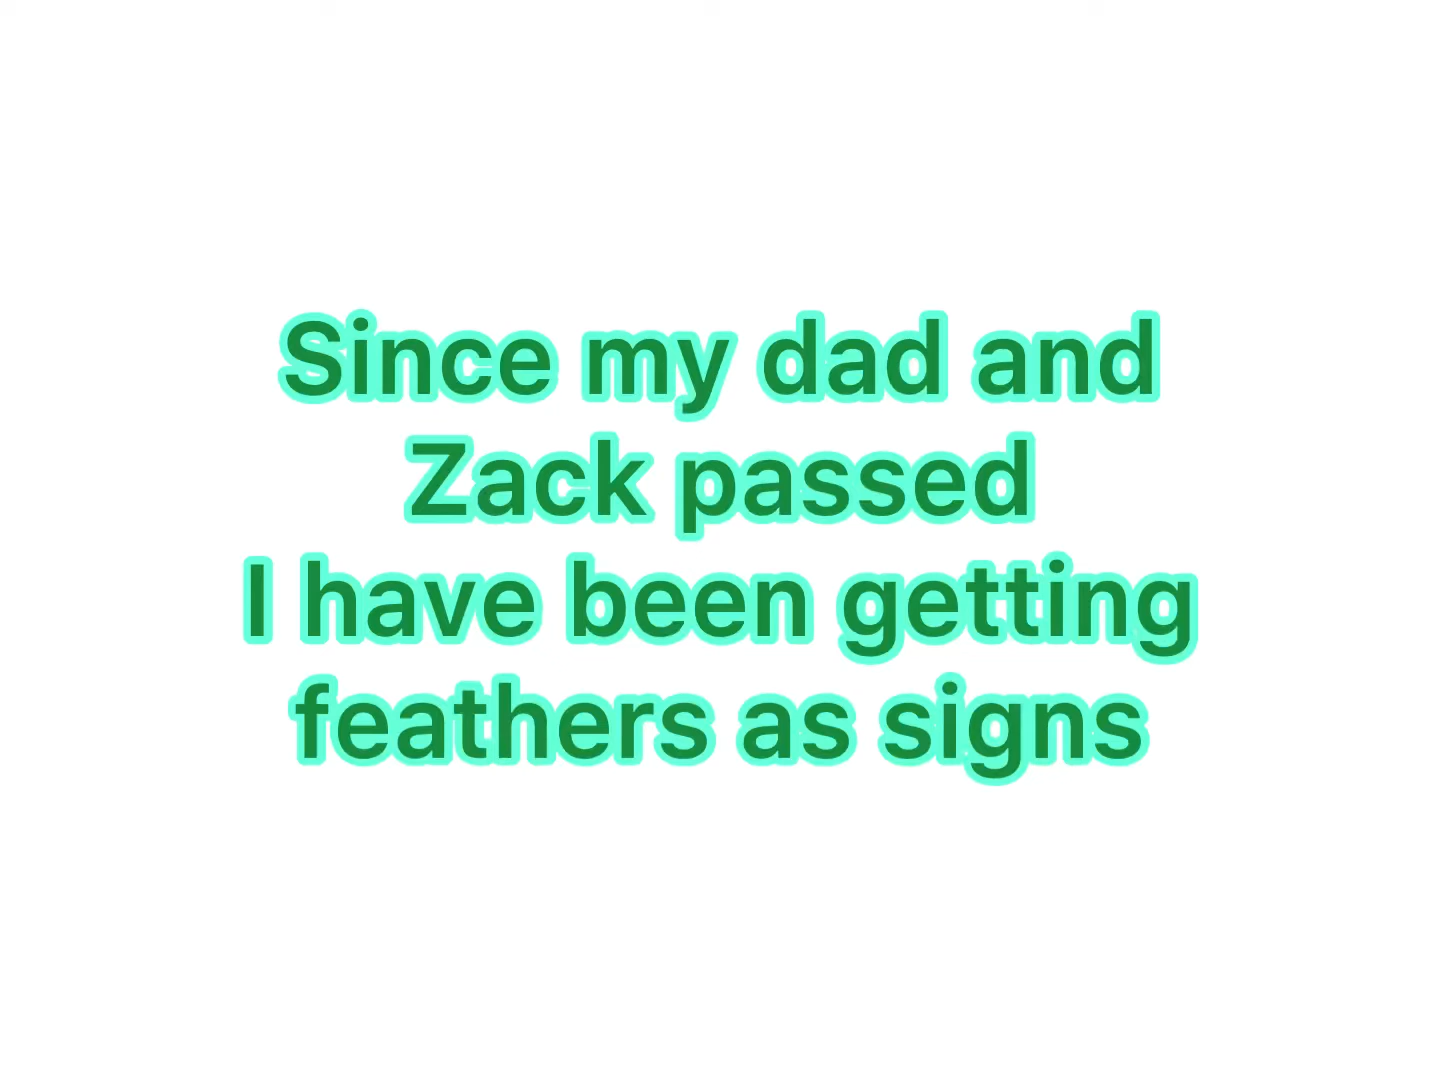 Since my dad and
Zack passed
I have been getting
feathers as signs